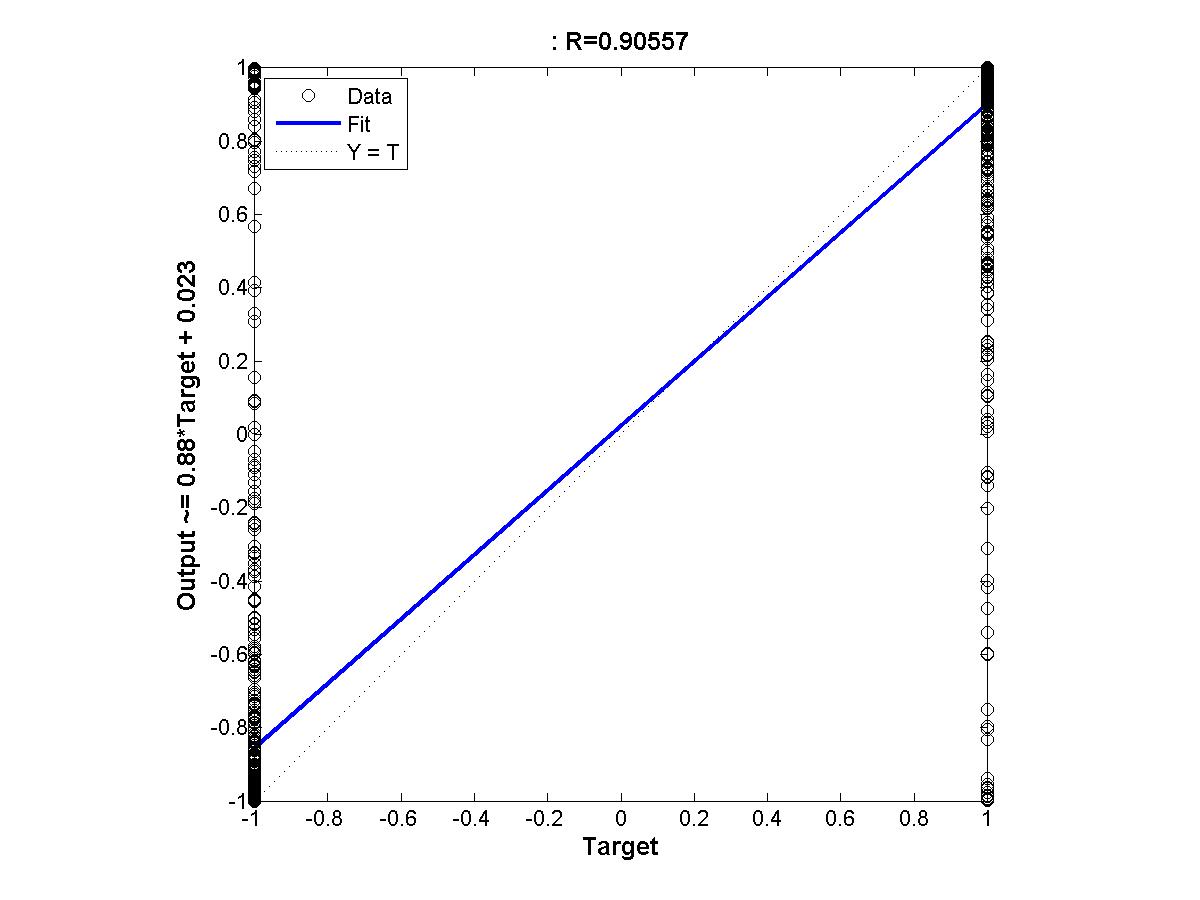 : R=0.90557
Data
Fit
Y = T
1
0.8
0.6
0.4
0.2
0
-0.2
-0.4
-0.6
-0.8
-1
Output ~= 0.88*Target + 0.023
-1 -0.8 -0.6 -0.4 -0.2 0 0.2 0.4 0.6 0.8 1
Target